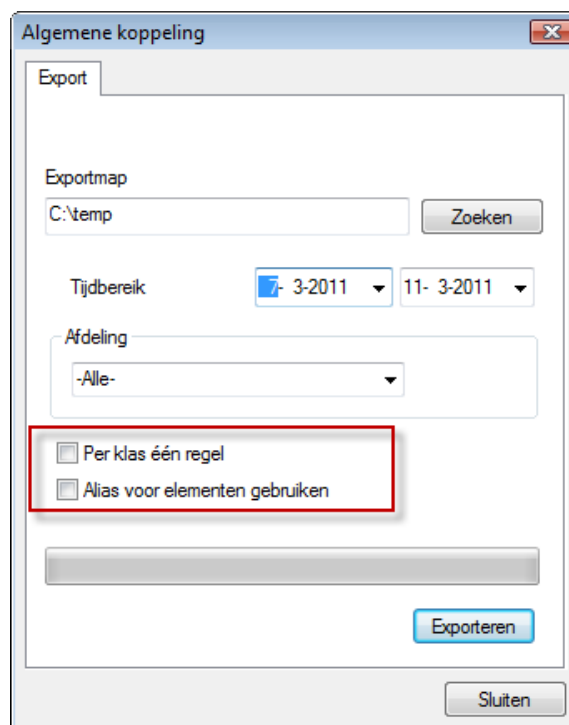 Algemene koppeling
Export
Exportmap
C:\temp
Zoeken
Tijdbereik 7- 3-2011 11- 3-2011
Afdeling
-Alle-
Per klas één regel
Alias voor elementen gebruiken
Exporteren
Sluiten